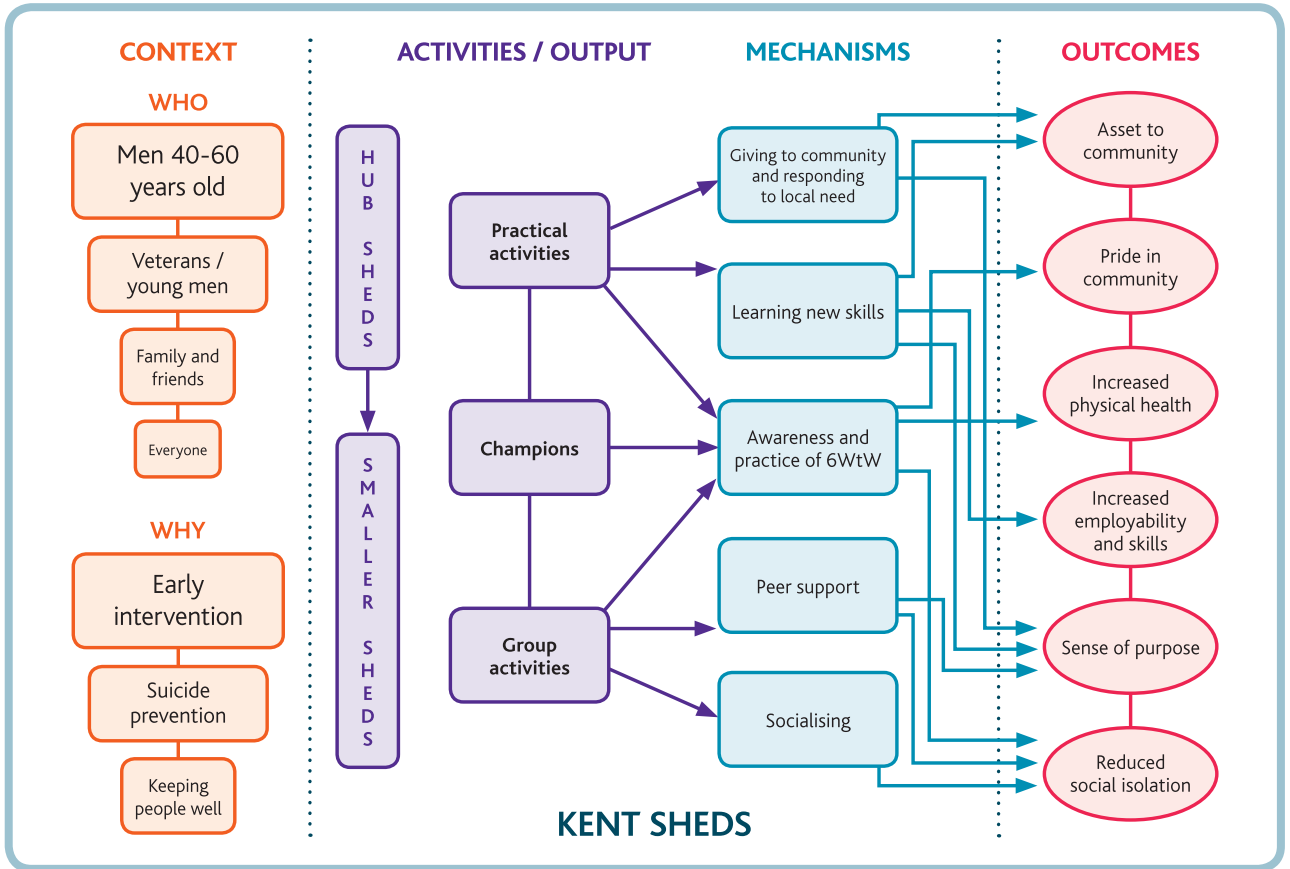 CONTEXT
WHO
Men 40-60
years old
Veterans /
young men
Family and
friends
Everyone
WHY
Early
intervention
Suicide
prevention
Keeping
people well
ACTIVITIES / OUTPUT
HUB SHEDS
SMALLER SHEDS
Practical
activities
Champions
Group
activities
MECHANISMS
Giving to community
and responding
to local need
Learning new skills
Awareness and
practice of 6WtW
Peer support
Socialising
OUTCOMES
Asset to
community
Pride in
community
Increased
physical health
Increased
employability
and skills
Sense of purpose
Reduced
social isolation
KENT SHEDS